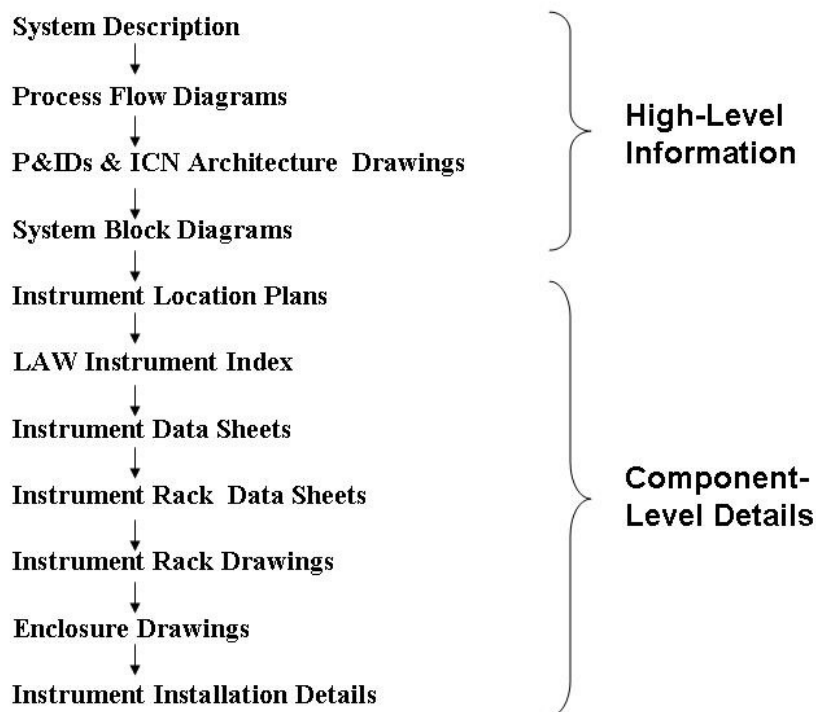 System Description
Process Flow Diagrams
P&IDs & ICN Architecture Drawings
System Block Diagrams
Instrument Location Plans
LAW Instrument Index
Instrument Data Sheets
Instrument Rack Data Sheets
Instrument Rack Drawings
Enclosure Drawings
Instrument Installation Details
High-Level
Information
Component-
Level Details